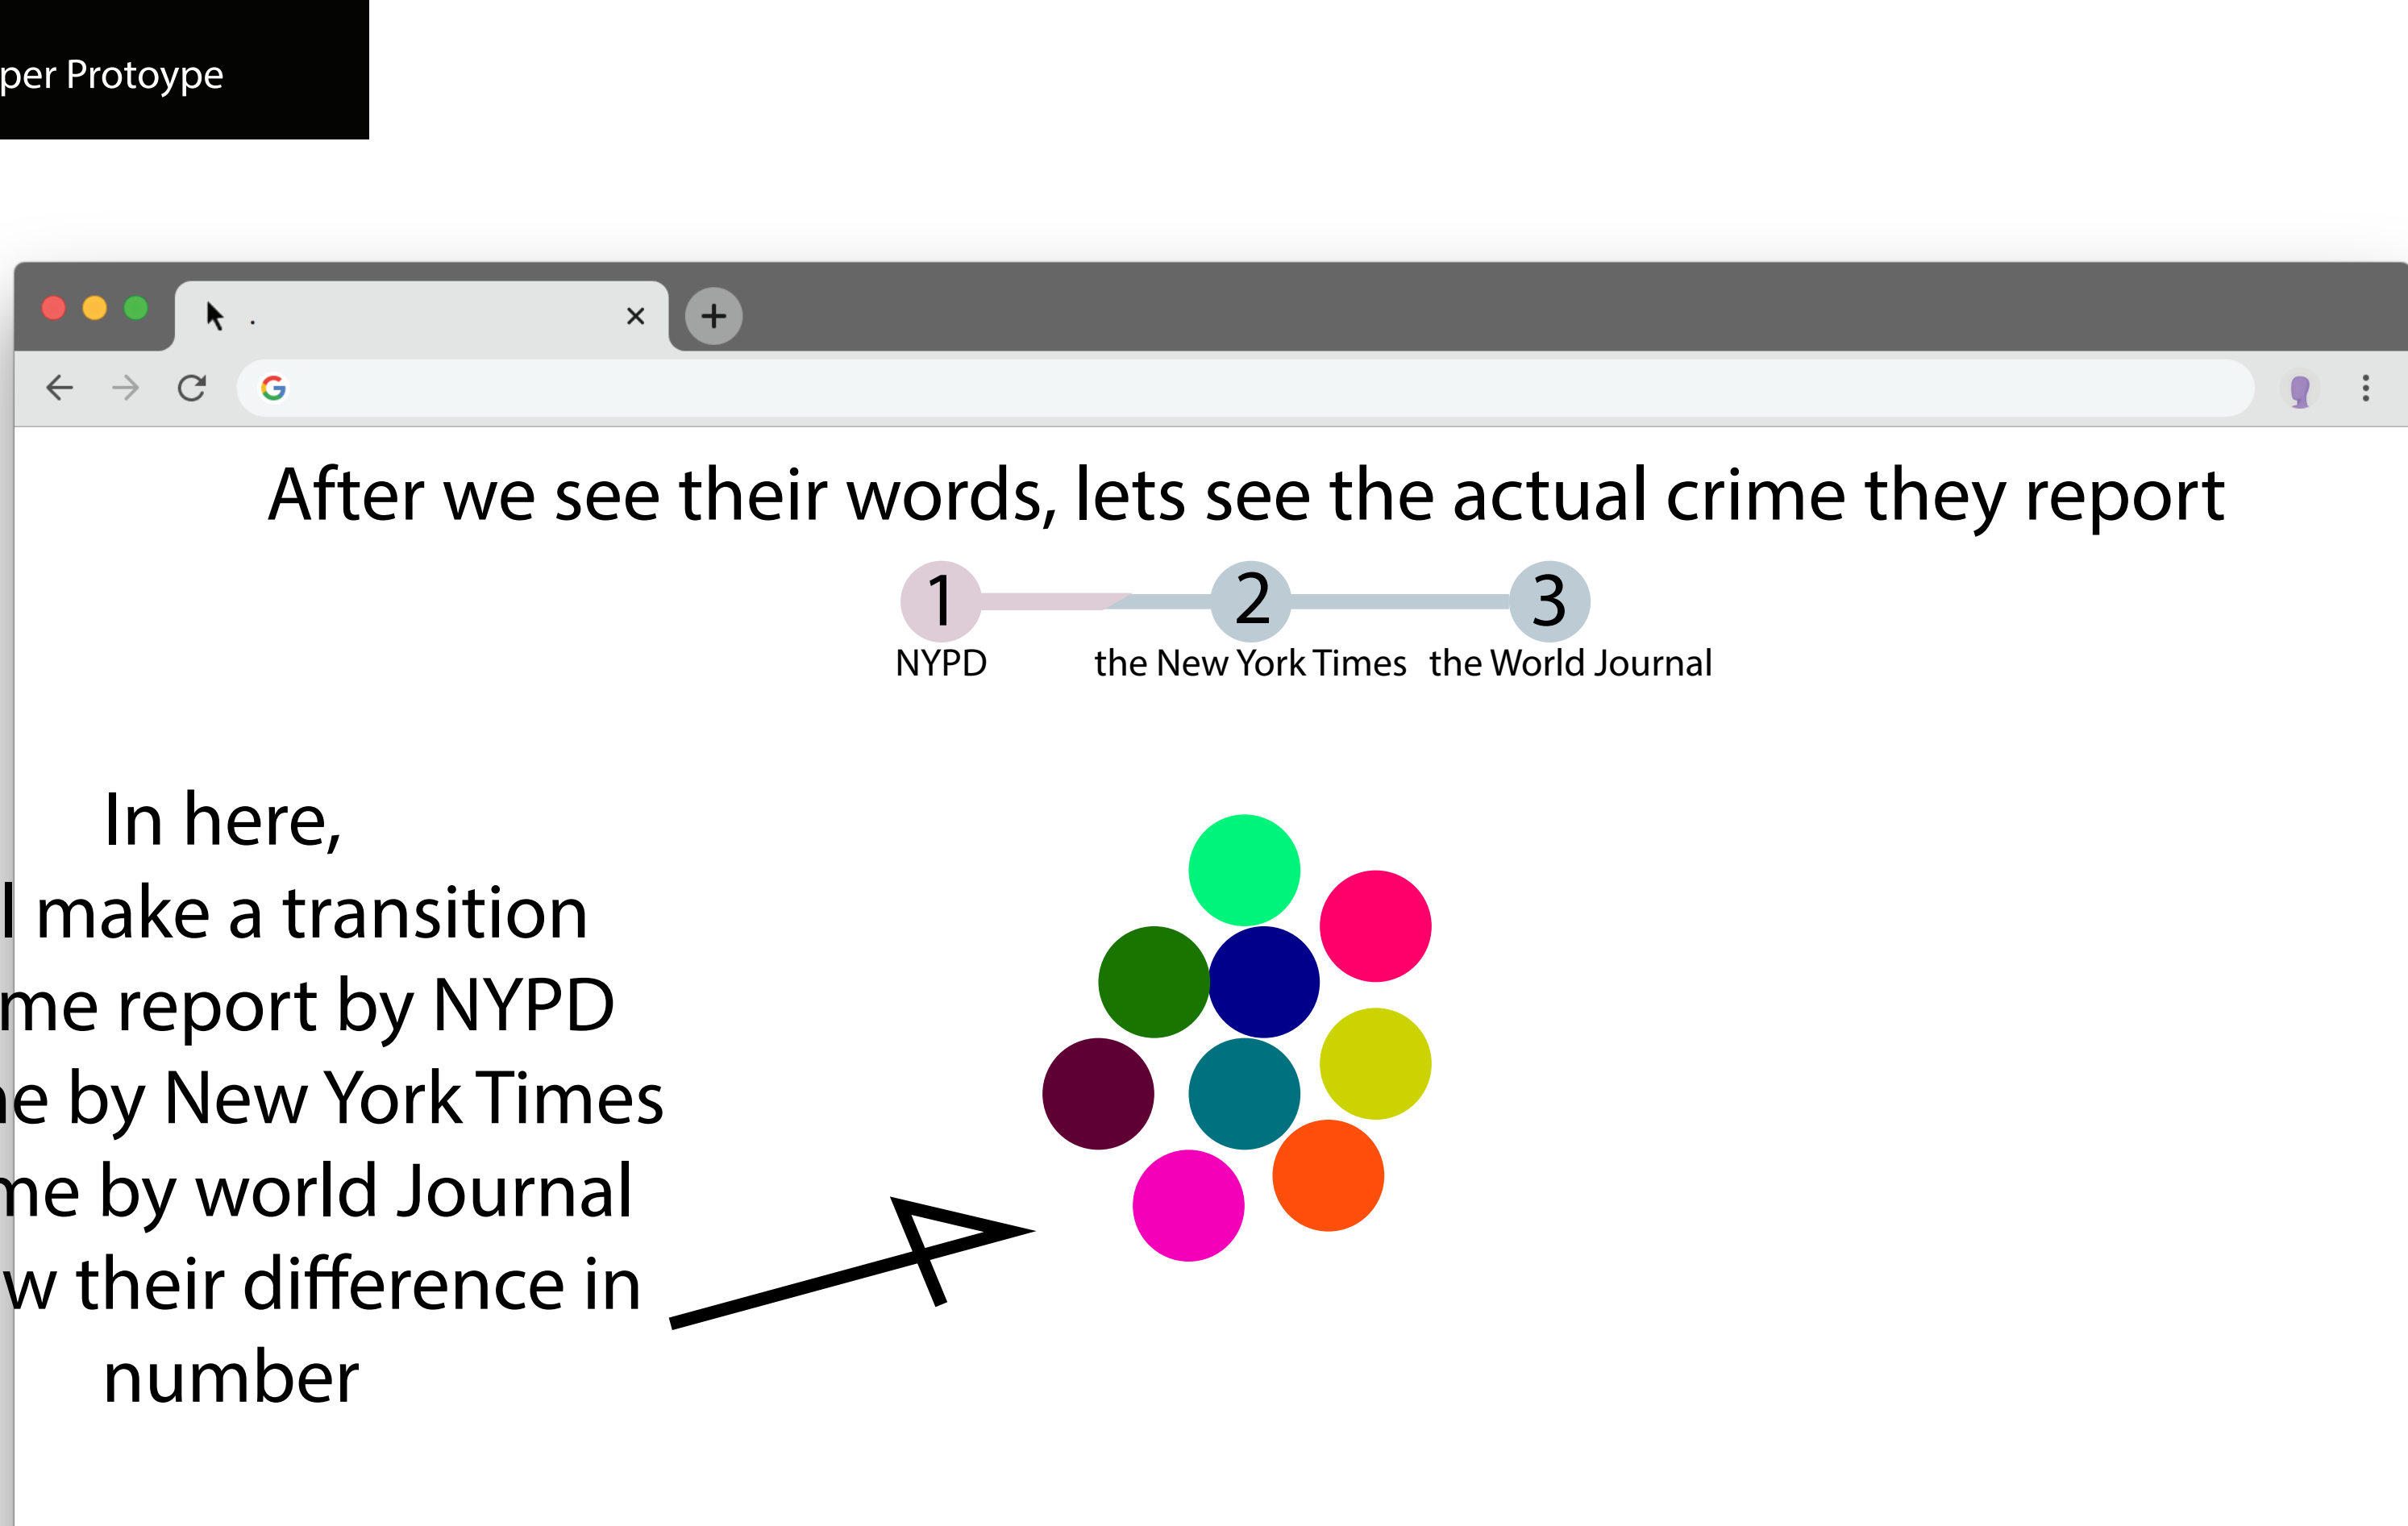 per Protoype
After we see their words, lets see the actual crime they report
1 2 3
NYPD the New York Times the World Journal
In here,
make a transition
me report by NYPD
e by New York Times
me by world Journal
w their difference in
number